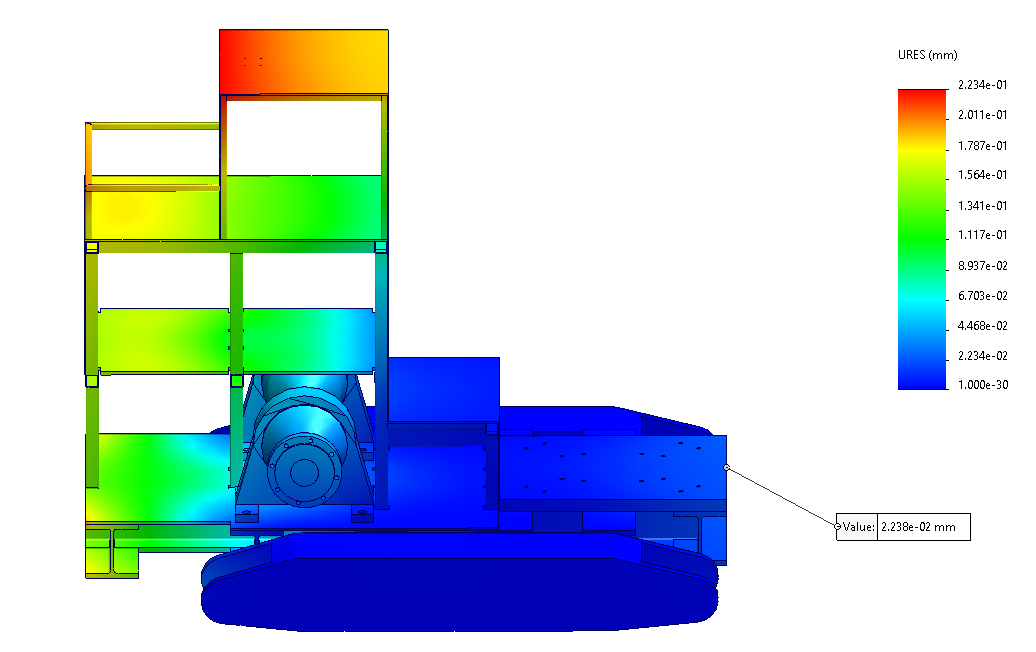 URES (mm)
2.234e-01
2.011e-01
1.787e-01
1.564e-01
1.341e-01
1.117e-01
8.937e-02
6.703e-02
4.468e-02
2.234e-02
1.000e-30
Value: 2.238e-02 mm